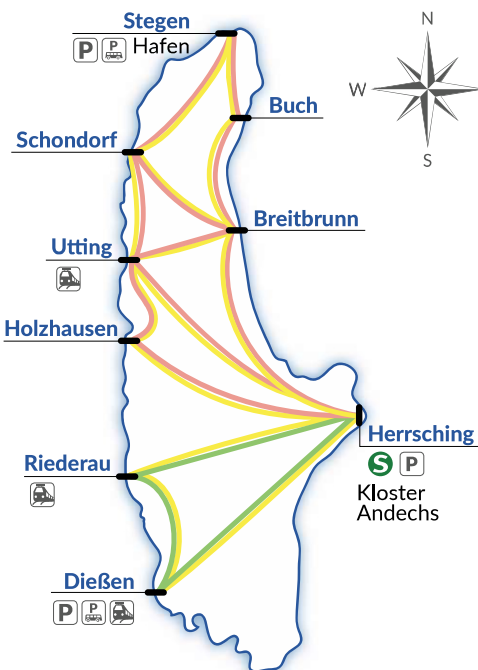 Stegen
P P Hafen
N
W
S
Buch
Schondorf
Breitbrunn
Utting
Holzhausen
Herrsching
S P
Kloster
Andechs
Riederau
Dießen
P P